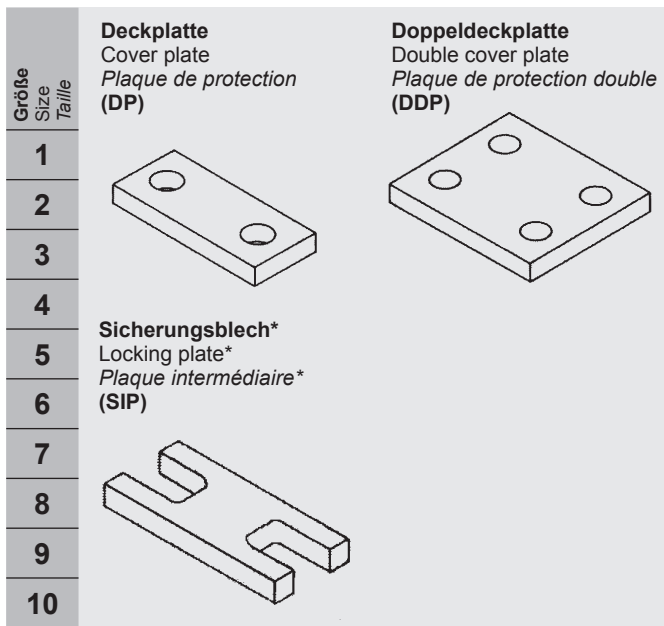 Größe
Size
Taille
1
2
3
4
5
6
7
8
9
10
Deckplatte
Cover plate
Plaque de protection
(DP)
Doppeldeckplatte
Double cover plate
Plaque de protection double
(DDP)
Sicherungsblech*
Locking plate*
Plaque intermédiaire*
(SIP)